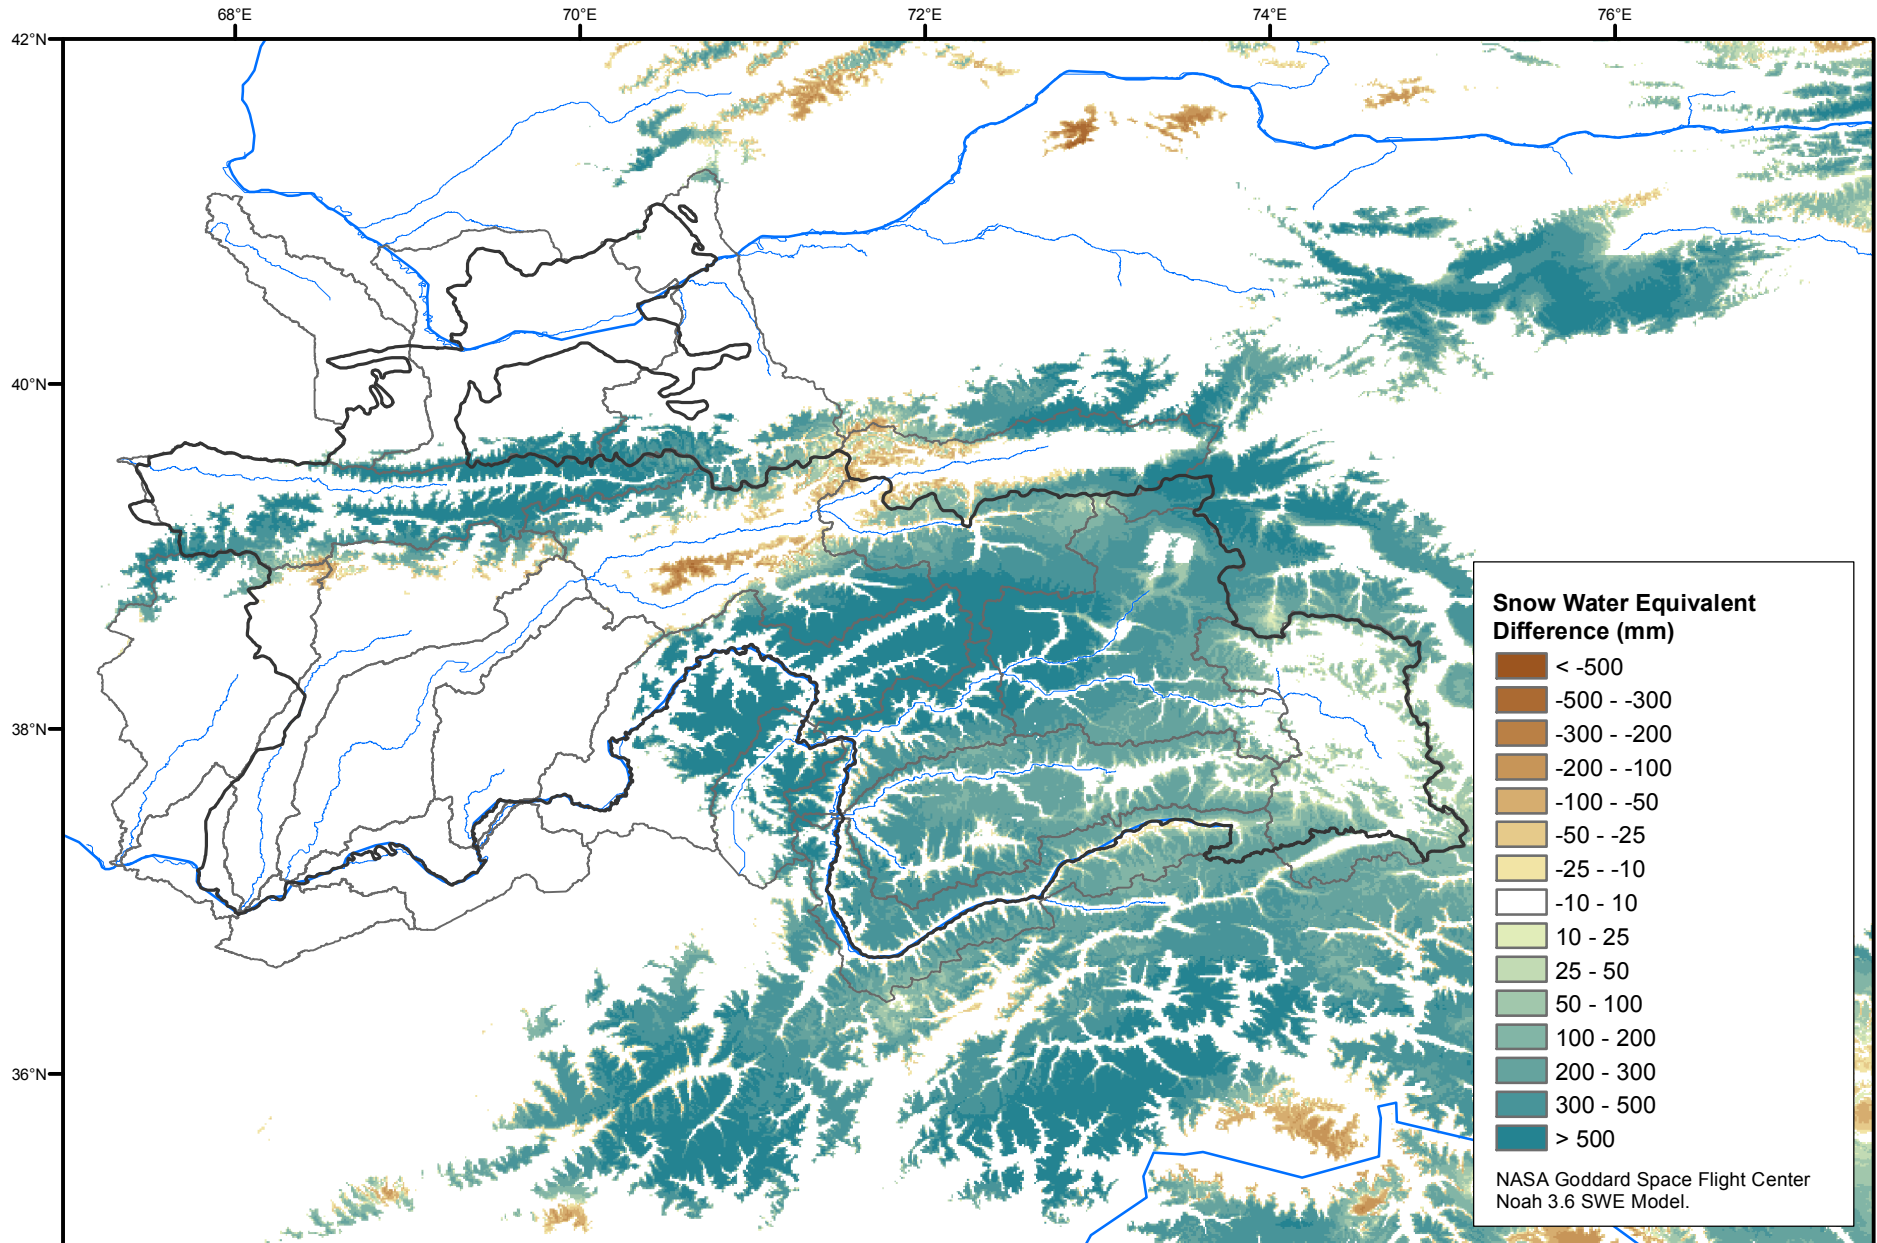 68°E 70°E 72°E 74°E 76°E
42°N
40°N
38°N
36°N
Snow Water Equivalent
Difference (mm)
< -500
-500 - -300
-300 - -200
-200 - -100
-100 - -50
-50 - -25
-25 - -10
-10 - 10
10 - 25
25 - 50
50 - 100
100 - 200
200 - 300
300 - 500
> 500
NASA Goddard Space Flight Center
Noah 3.6 SWE Model.